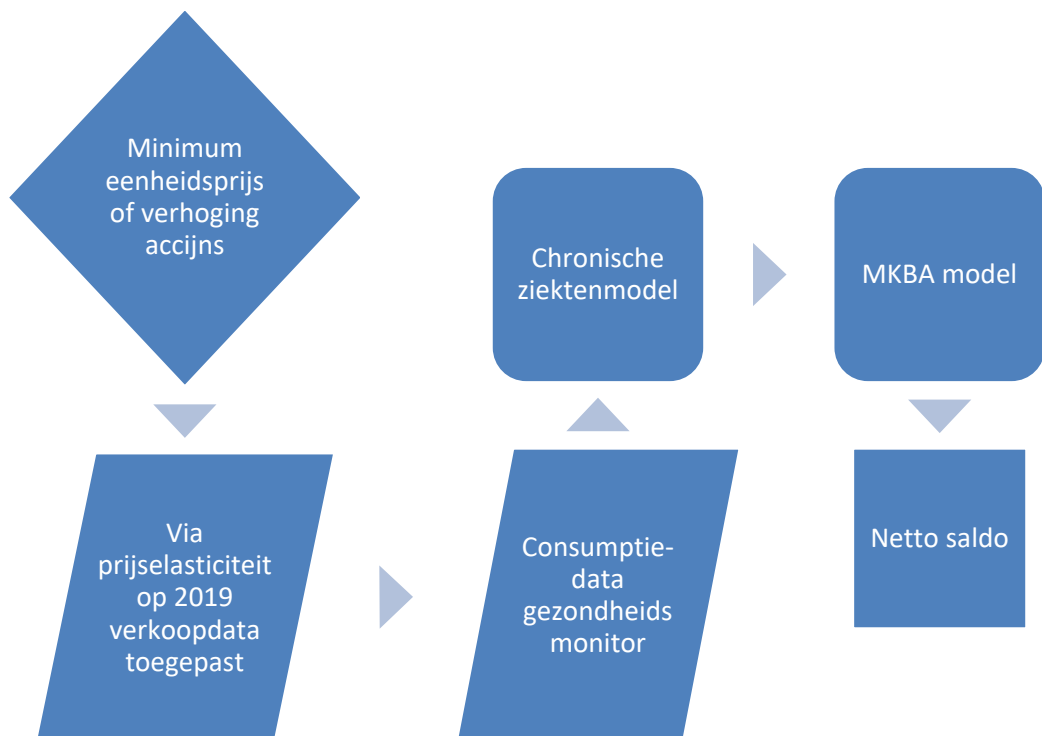 Minimum
eenheidsprijs
of verhoging
accijns
Via
prijselasticiteit
op 2019
verkoopdata
toegepast
Consumptie-
data
gezondheids
monitor
Chronische
ziektenmodel
MKBA model
Netto saldo